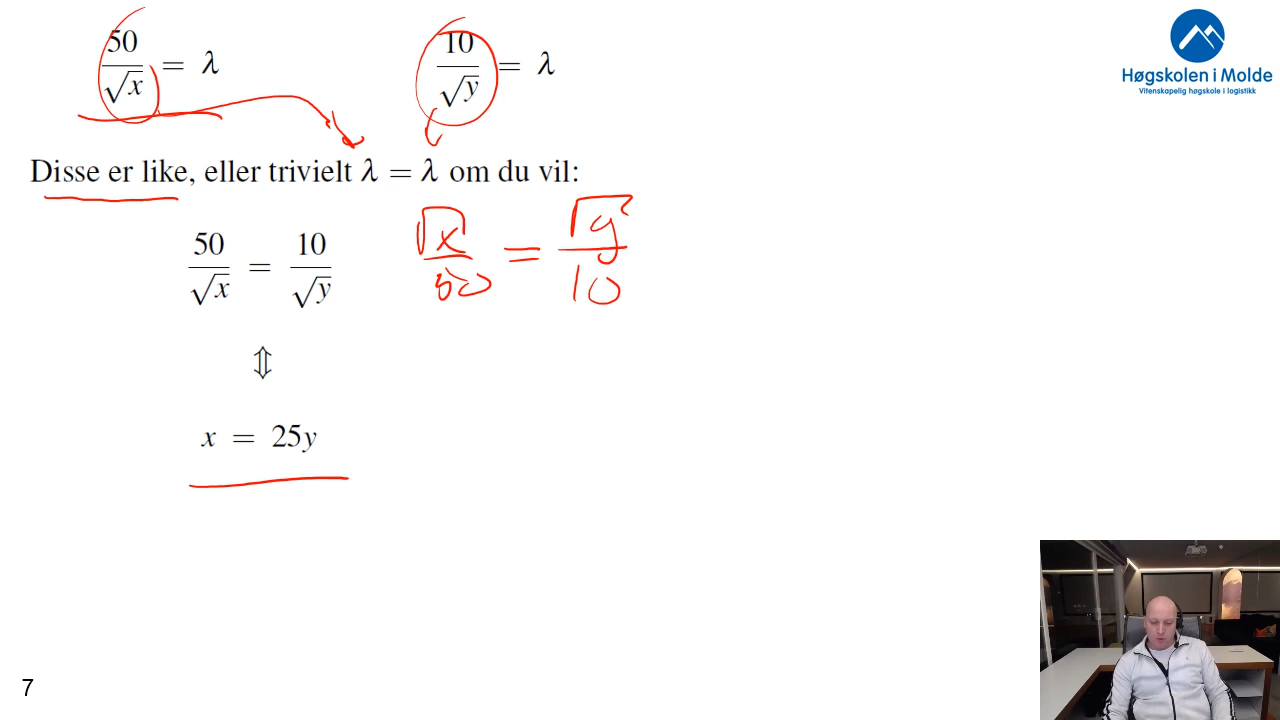 50/√x = λ 10/√y = λ
Høgskolen i Molde
Vitenskapelig høgskole i logistikk
Disse er like, eller trivielt λ = λ om du vil:
50/√x = 10/√y √x/50 = √y/10
⇕
x = 25y
7